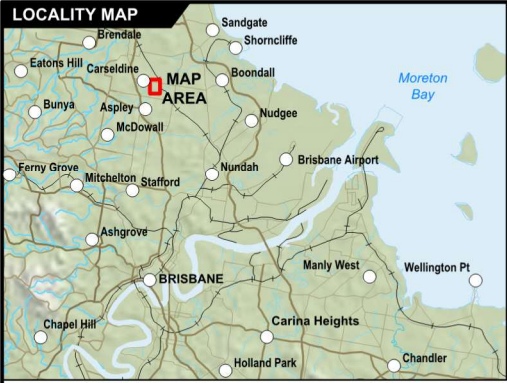 LOCALITY MAP
Sandgate
Brendale
Shorncliffe
Eatons Hill
Carseldine
MAP
AREA
Boondall
Moreton
Bay
Bunya
Aspley
Nudgee
McDowall
Ferny Grove
Mitchelton
Stafford
Nundah
Brisbane Airport
Ashgrove
BRISBANE
Manly West
Wellington Pt
Chapel Hill
Carina Heights
Holland Park
Chandler